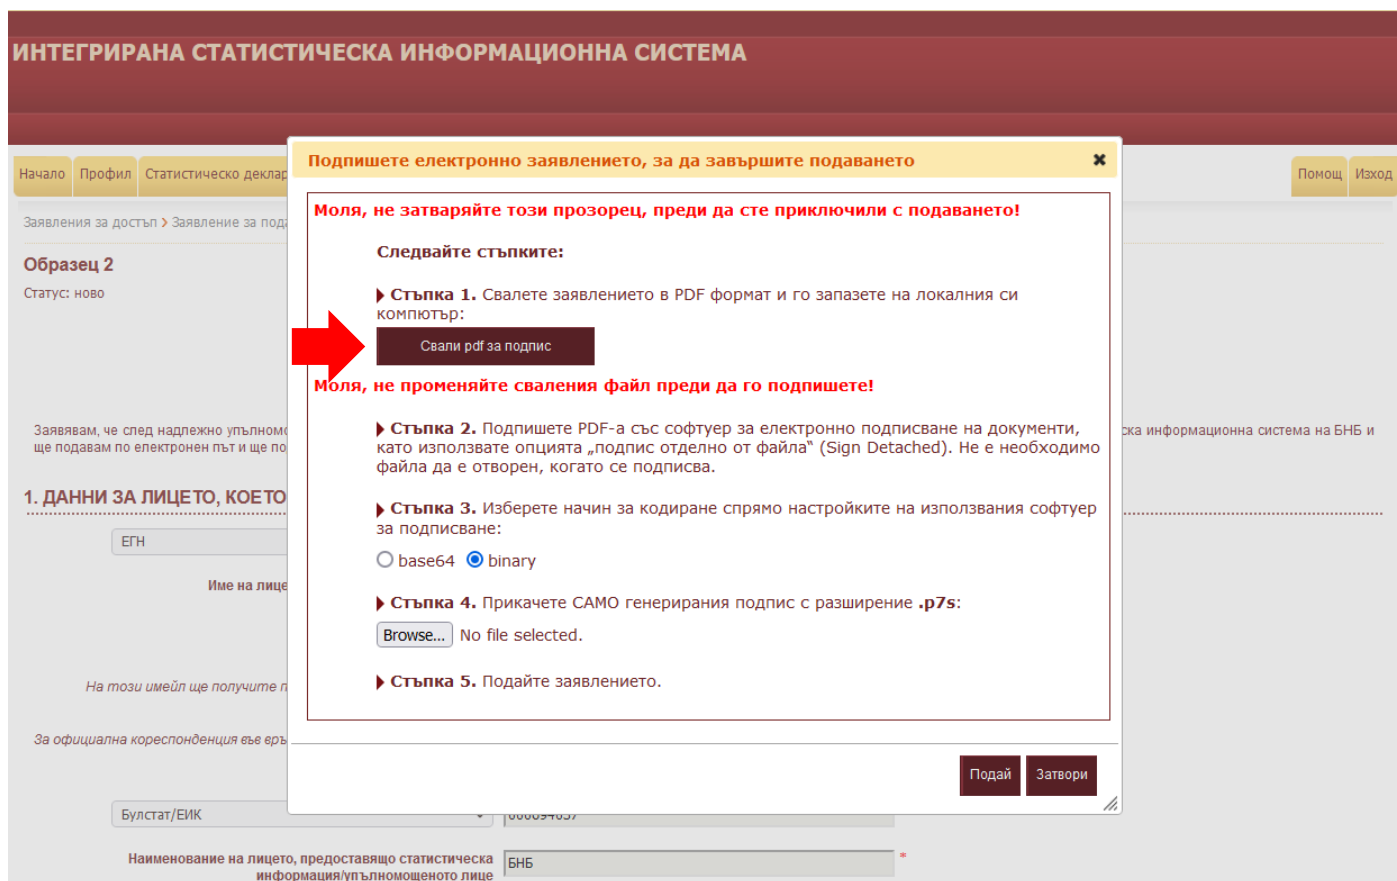 ИНТЕГРИРАНА СТАТИСТИЧЕСКА ИНФОРМАЦИОННА СИСТЕМА
Начало Профил Статистическо деклар
Помощ Изход
Заявления за достъп > Заявление за под
Образец 2
Статус: ново
Заявявам, че след надлежно упълномо
ска информационна система на БНБ и
ще подавам по електронен път и ще по
1. ДАННИ ЗА ЛИЦЕТО, КОЕТО
ЕГН
Име на лице
На този имейл ще получите п
За официална кореспонденция във връ
Булстат/ЕИК
Наименование на лицето, предоставящо статистическа
информация/упълномощеното лице
БНБ *
Подпишете електронно заявлението, за да завършите подаването
Моля, не затваряйте този прозорец, преди да сте приключили с подаването!
Следвайте стъпките:
Стъпка 1. Свалете заявлението в PDF формат и го запазете на локалния си
компютър:
Свали pdf за подпис
Моля, не променяйте сваления файл преди да го подпишете!
Стъпка 2. Подпишете PDF-а със софтуер за електронно подписване на документи,
като използвате опцията „подпис отделно от файла“ (Sign Detached). Не е необходимо
файла да е отворен, когато се подписва.
Стъпка 3. Изберете начин за кодиране спрямо настройките на използвания софтуер
за подписване:
base64 binary
Стъпка 4. Прикачете САМО генерирания подпис с разширение .p7s:
Browse... No file selected.
Стъпка 5. Подайте заявлението.
Подай Затвори